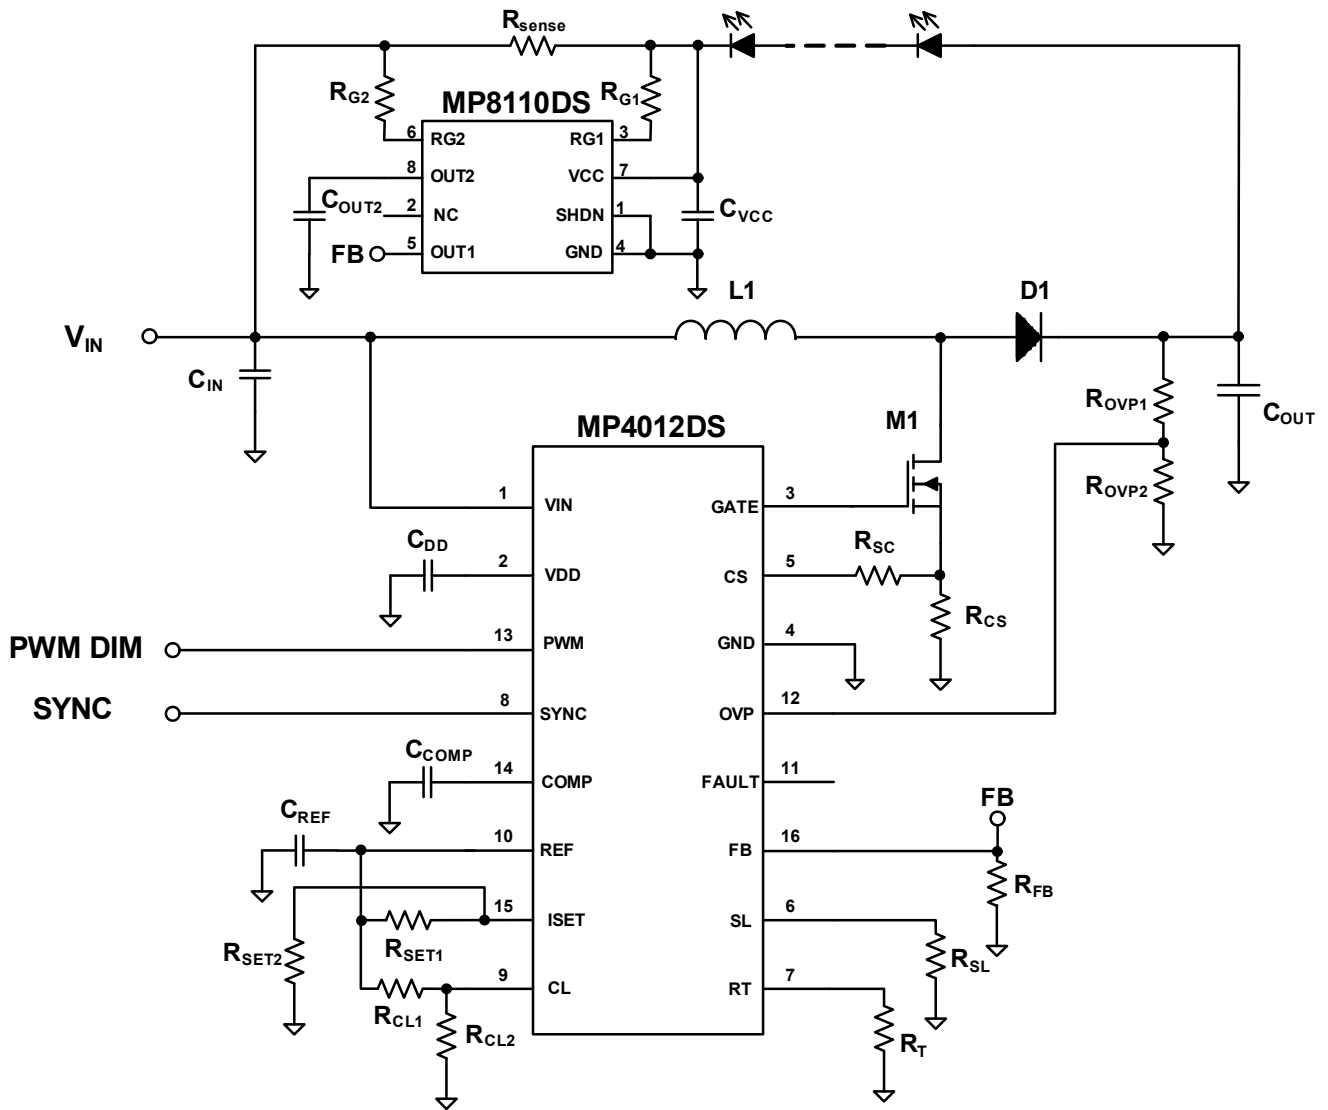 Rsense
RG2
MP8110DS
RG1
6 RG2 RG1 3
8 OUT2 VCC 7
COUT2
2 NC SHDN 1
CVCC
FB 5 OUT1 GND 4
L1
D1
VIN
CIN
ROVP1
COUT
MP4012DS
M1
ROVP2
1 VIN GATE 3
CDD
RSC
2 VDD CS 5
RCS
PWM DIM 13 PWM GND 4
SYNC 8 SYNC OVP 12
CCOMP
14 COMP FAULT 11
CREF
FB
10 REF FB 16
RFB
15 ISET SL 6
RSET1
RSET2
RSL
9 CL RT 7
RCL1
RCL2
RT